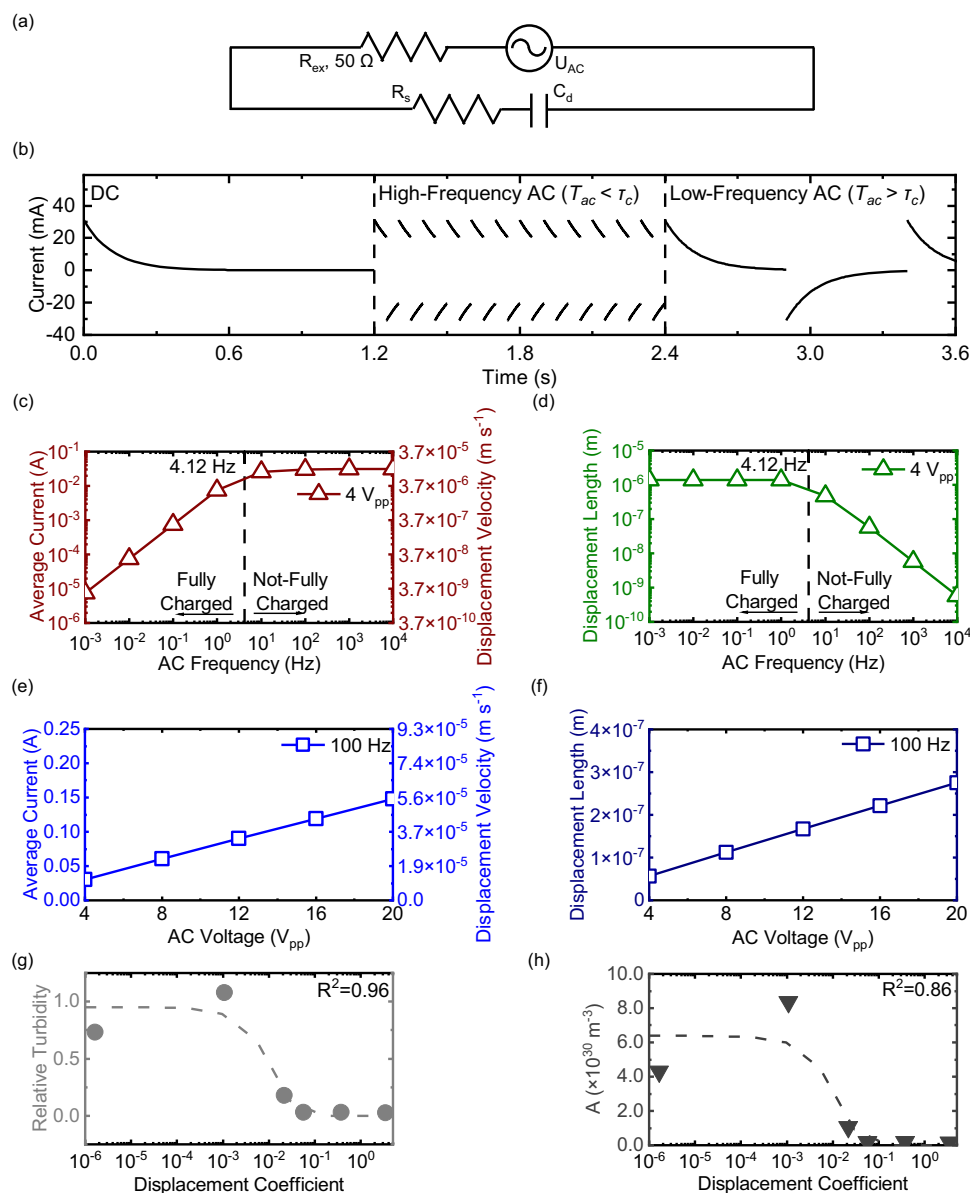 (a)
R_ex, 50 Ω
U_AC
R_s
C_d
(b)
DC
High-Frequency AC (T_ac < τ_c)
Low-Frequency AC (T_ac > τ_c)
Current (mA)
40
20
0
-20
-40
0.0 0.6 1.2 1.8 2.4 3.0 3.6
Time (s)
(c)
Average Current (A)
10^-1
10^-2
10^-3
10^-4
10^-5
10^-6
4.12 Hz
4 V_pp
Fully
Charged
Not-Fully
Charged
3.7×10^-5
3.7×10^-6
3.7×10^-7
3.7×10^-8
3.7×10^-9
3.7×10^-10
Displacement Velocity (m s^-1)
10^-3 10^-2 10^-1 10^0 10^1 10^2 10^3 10^4
AC Frequency (Hz)
(d)
Displacement Length (m)
10^-5
10^-6
10^-7
10^-8
10^-9
10^-10
4.12 Hz
4 V_pp
Fully
Charged
Not-Fully
Charged
10^-3 10^-2 10^-1 10^0 10^1 10^2 10^3 10^4
AC Frequency (Hz)
(e)
Average Current (A)
0.25
0.20
0.15
0.10
0.05
0.00
100 Hz
9.3×10^-5
7.4×10^-5
5.6×10^-5
3.7×10^-5
1.9×10^-5
0.0
Displacement Velocity (m s^-1)
4 8 12 16 20
AC Voltage (V_pp)
(f)
Displacement Length (m)
4×10^-7
3×10^-7
2×10^-7
1×10^-7
0
100 Hz
4 8 12 16 20
AC Voltage (V_pp)
(g)
Relative Turbidity
1.0
0.5
0.0
R^2=0.96
10^-6 10^-5 10^-4 10^-3 10^-2 10^-1 10^0
Displacement Coefficient
(h)
A (×10^30 m^-3)
10.0
8.0
6.0
4.0
2.0
0.0
R^2=0.86
10^-6 10^-5 10^-4 10^-3 10^-2 10^-1 10^0
Displacement Coefficient